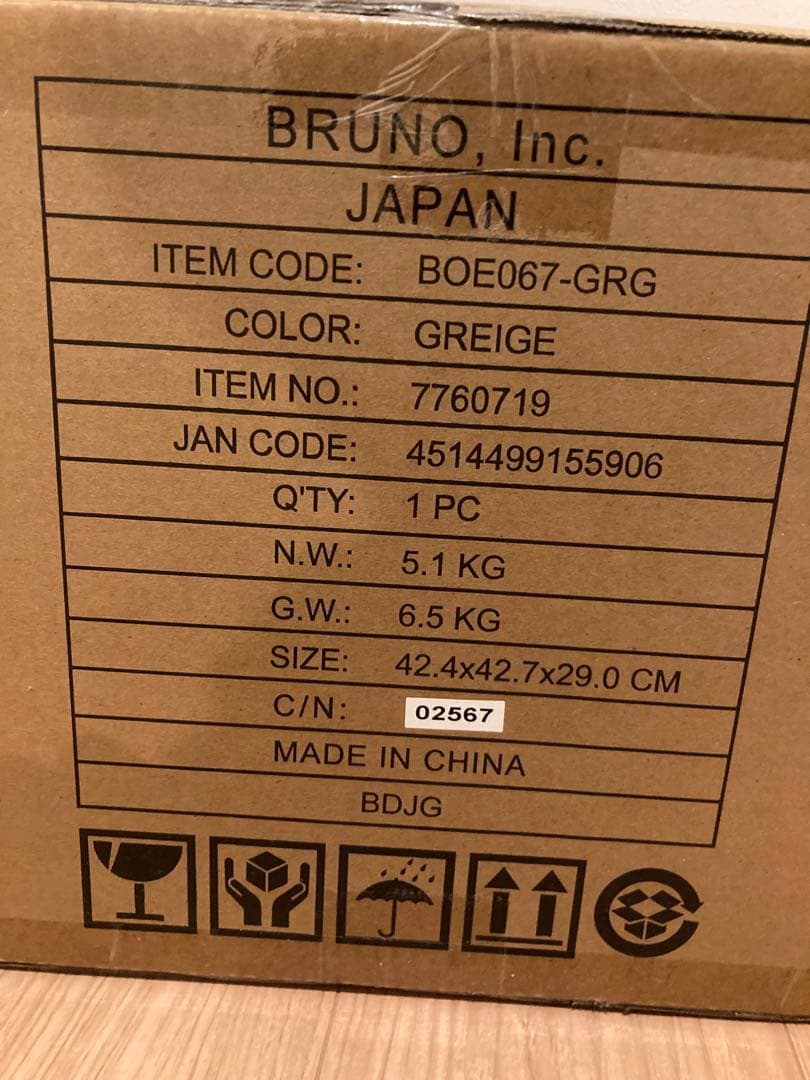 BRUNO, Inc.
JAPAN
ITEM CODE: BOE067-GRG
COLOR: GREIGE
ITEM NO.: 7760719
JAN CODE: 4514499155906
Q'TY: 1 PC
N.W.: 5.1 KG
G.W.: 6.5 KG
SIZE: 42.4x42.7x29.0 CM
C/N: 02567
MADE IN CHINA
BDJG